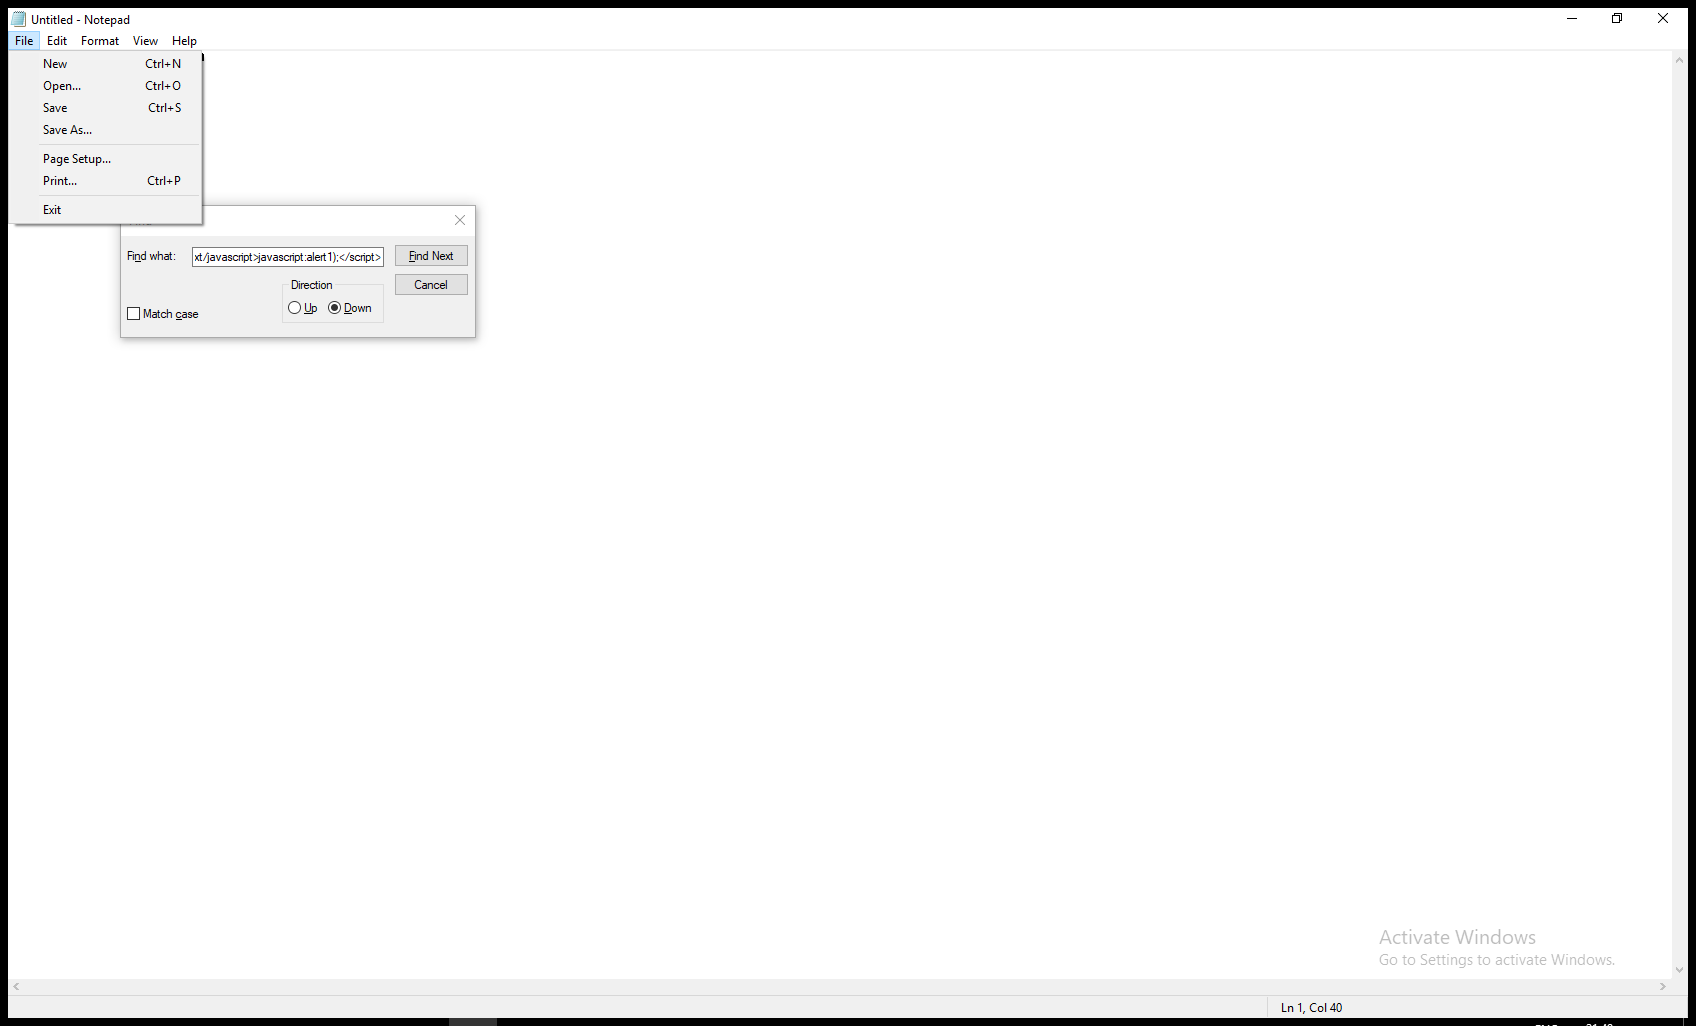 Untitled - Notepad
File Edit Format View Help
New Ctrl+N
Open... Ctrl+O
Save Ctrl+S
Save As...
Page Setup...
Print... Ctrl+P
Exit
Find what: xt/javascript>javascript:alert1);</script> Find Next
Direction Cancel
Up Down
Match case
Activate Windows
Go to Settings to activate Windows.
Ln 1, Col 40